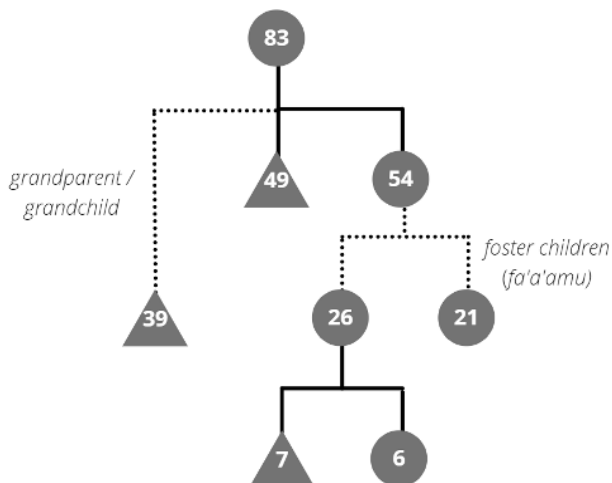 83
grandparent /
grandchild
49
54
foster children
(fa'a'amu)
39
26
21
7
6